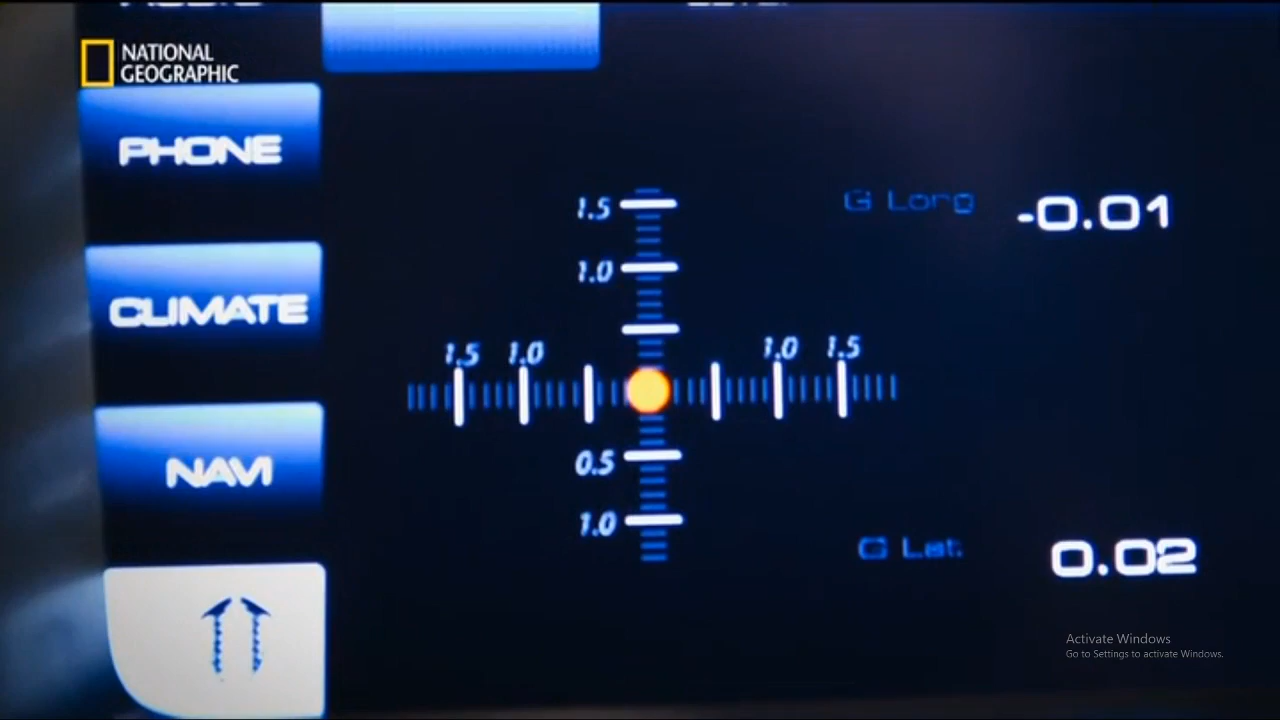 NATIONAL
GEOGRAPHIC
PHONE
CLIMATE
NAVI
1.5
1.0
1.5 1.0
1.0 1.5
0.5
1.0
G Long -0.01
G Lat. 0.02
Activate Windows
Go to Settings to activate Windows.